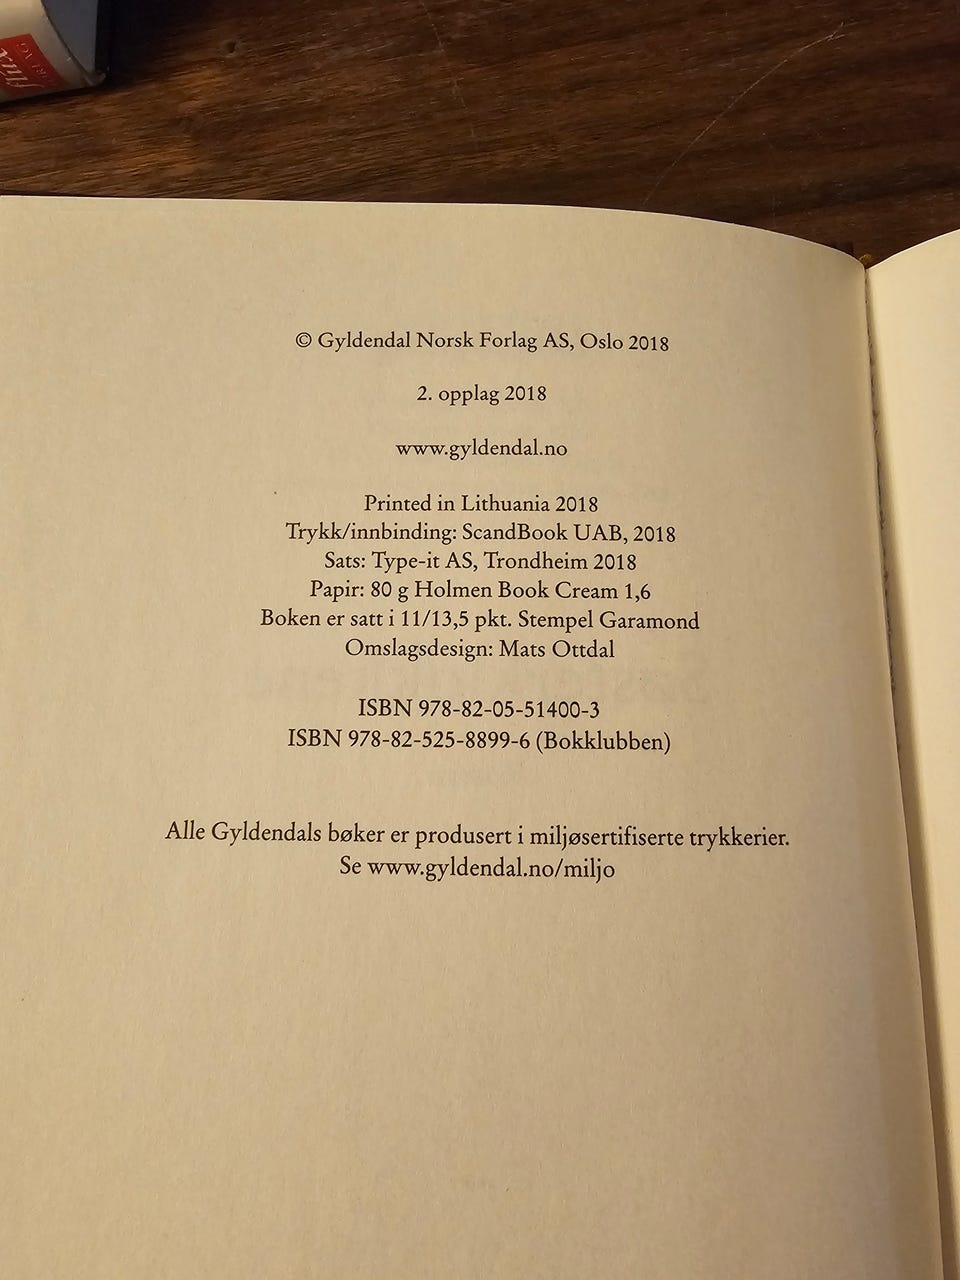 © Gyldendal Norsk Forlag AS, Oslo 2018
2. opplag 2018
www.gyldendal.no
Printed in Lithuania 2018
Trykk/innbinding: ScandBook UAB, 2018
Sats: Type-it AS, Trondheim 2018
Papir: 80 g Holmen Book Cream 1,6
Boken er satt i 11/13,5 pkt. Stempel Garamond
Omslagsdesign: Mats Ottdal
ISBN 978-82-05-51400-3
ISBN 978-82-525-8899-6 (Bokklubben)
Alle Gyldendals bøker er produsert i miljøsertifiserte trykkerier.
Se www.gyldendal.no/miljo